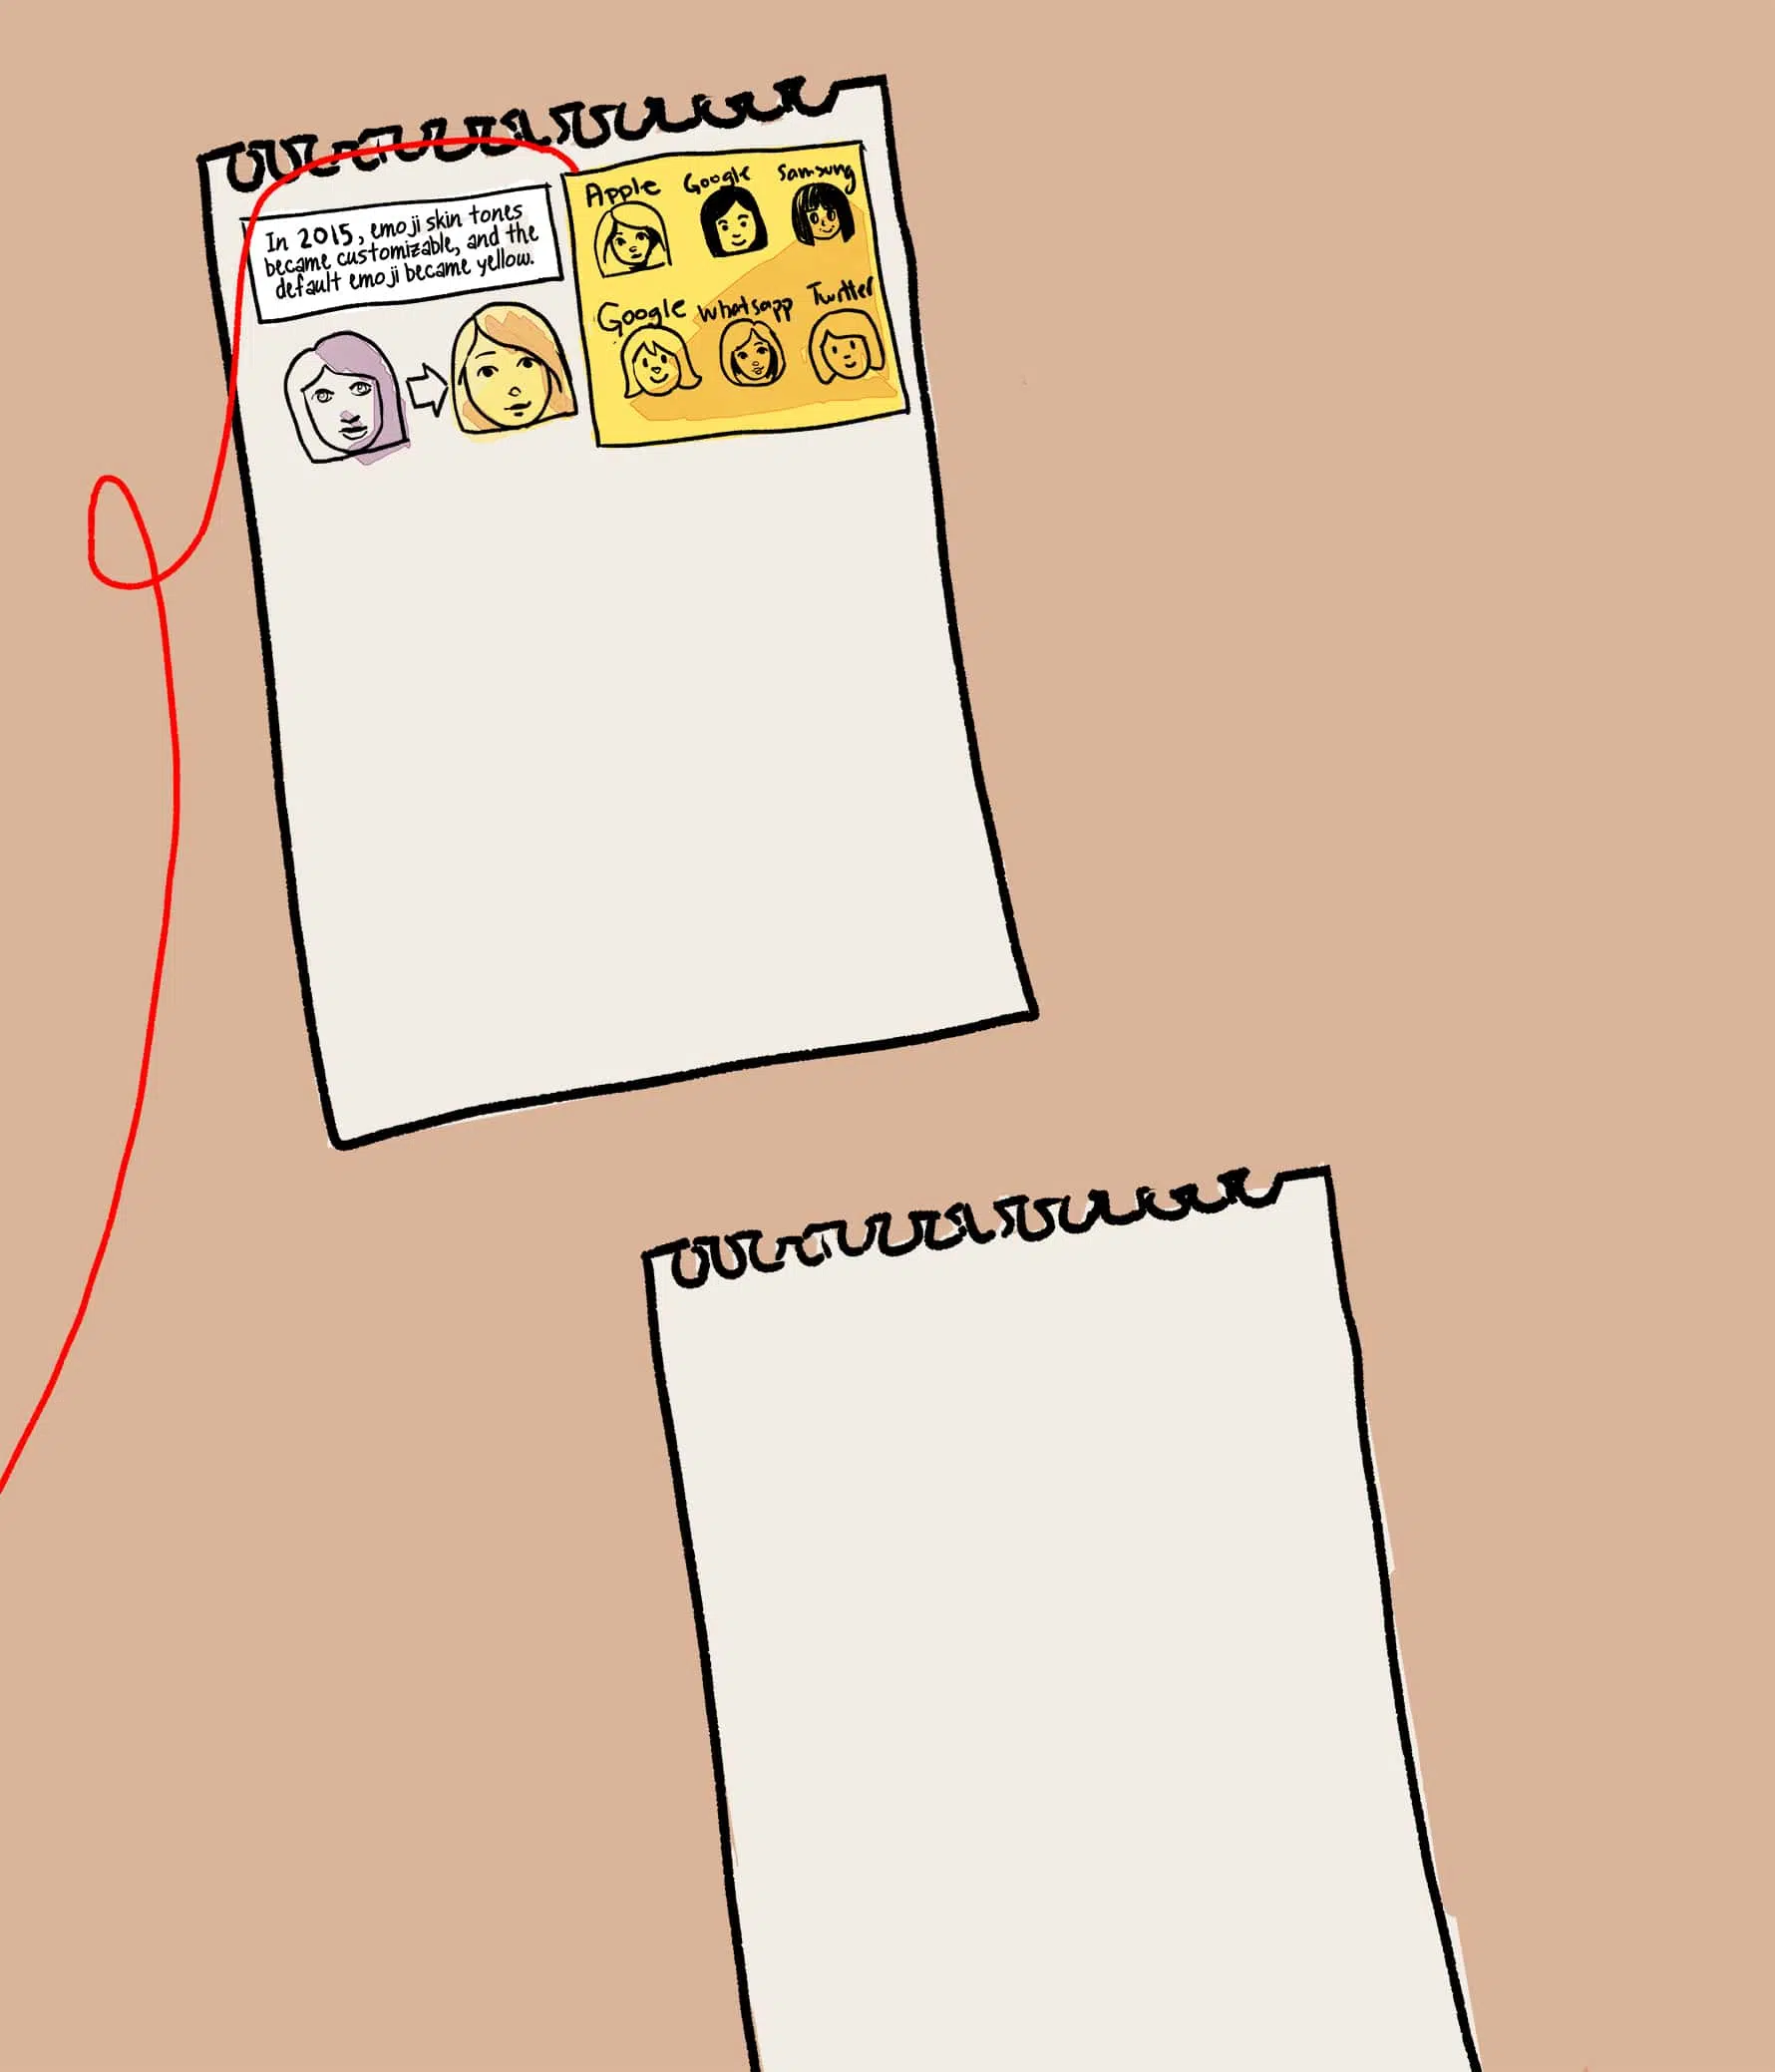 In 2015, emoji skin tones
became customizable, and the
default emoji became yellow.
Apple Google Samsung
Google Whatsapp Twitter